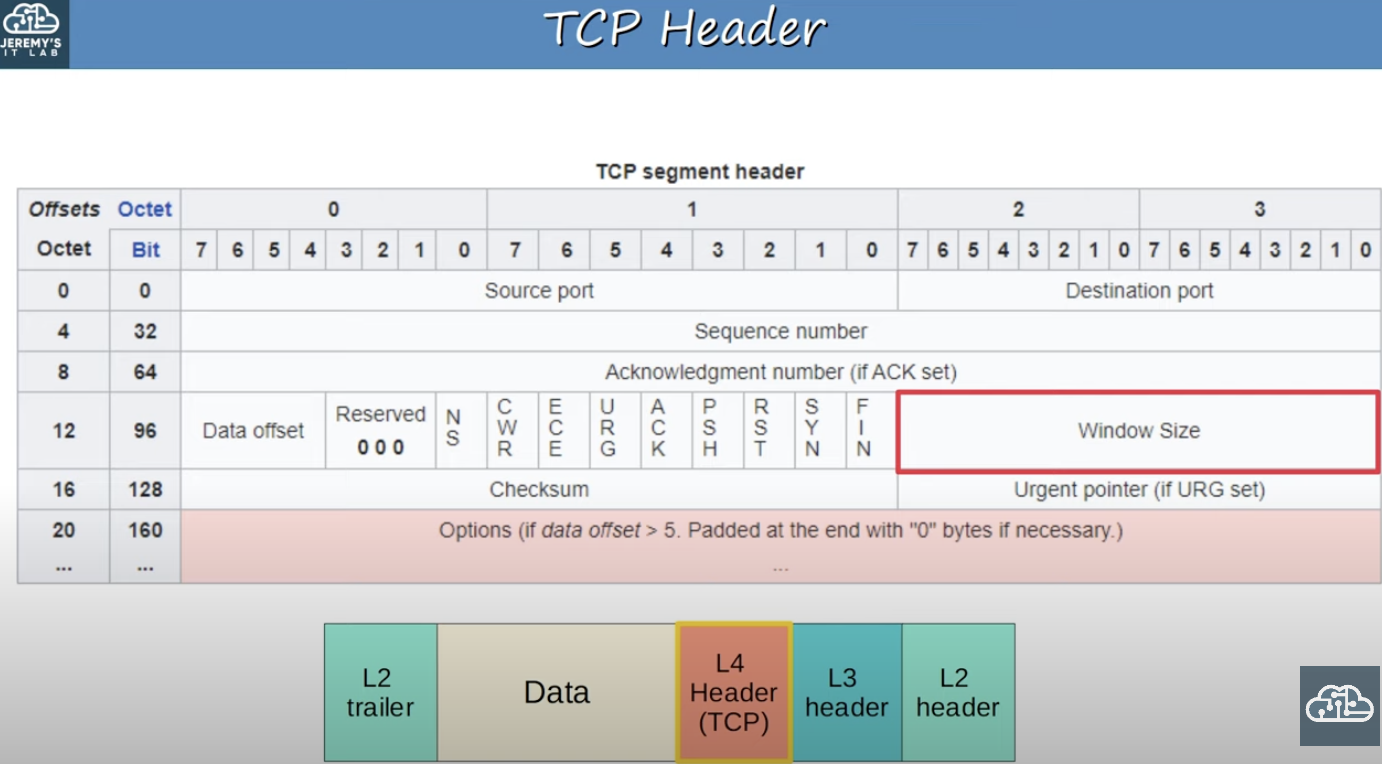 JEREMY'S
IT LAB
TCP Header
TCP segment header
Offsets Octet 0 1 2 3
Octet Bit 7 6 5 4 3 2 1 0 7 6 5 4 3 2 1 0 7 6 5 4 3 2 1 0 7 6 5 4 3 2 1 0
0 0 Source port Destination port
4 32 Sequence number
8 64 Acknowledgment number (if ACK set)
12 96 Data offset Reserved 0 0 0 NS CWR ECE URG ACK PSH RST SYN FIN Window Size
16 128 Checksum Urgent pointer (if URG set)
20 160 Options (if data offset > 5. Padded at the end with "0" bytes if necessary.)
... ... ...
L2 trailer Data L4 Header (TCP) L3 header L2 header